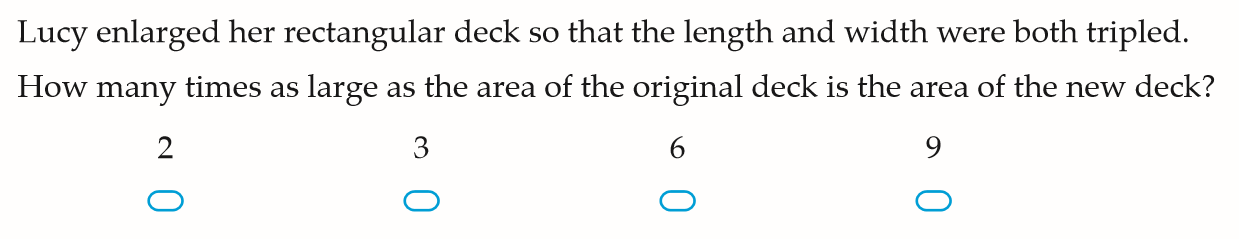 Lucy enlarged her rectangular deck so that the length and width were both tripled.
How many times as large as the area of the original deck is the area of the new deck?
2 3 6 9